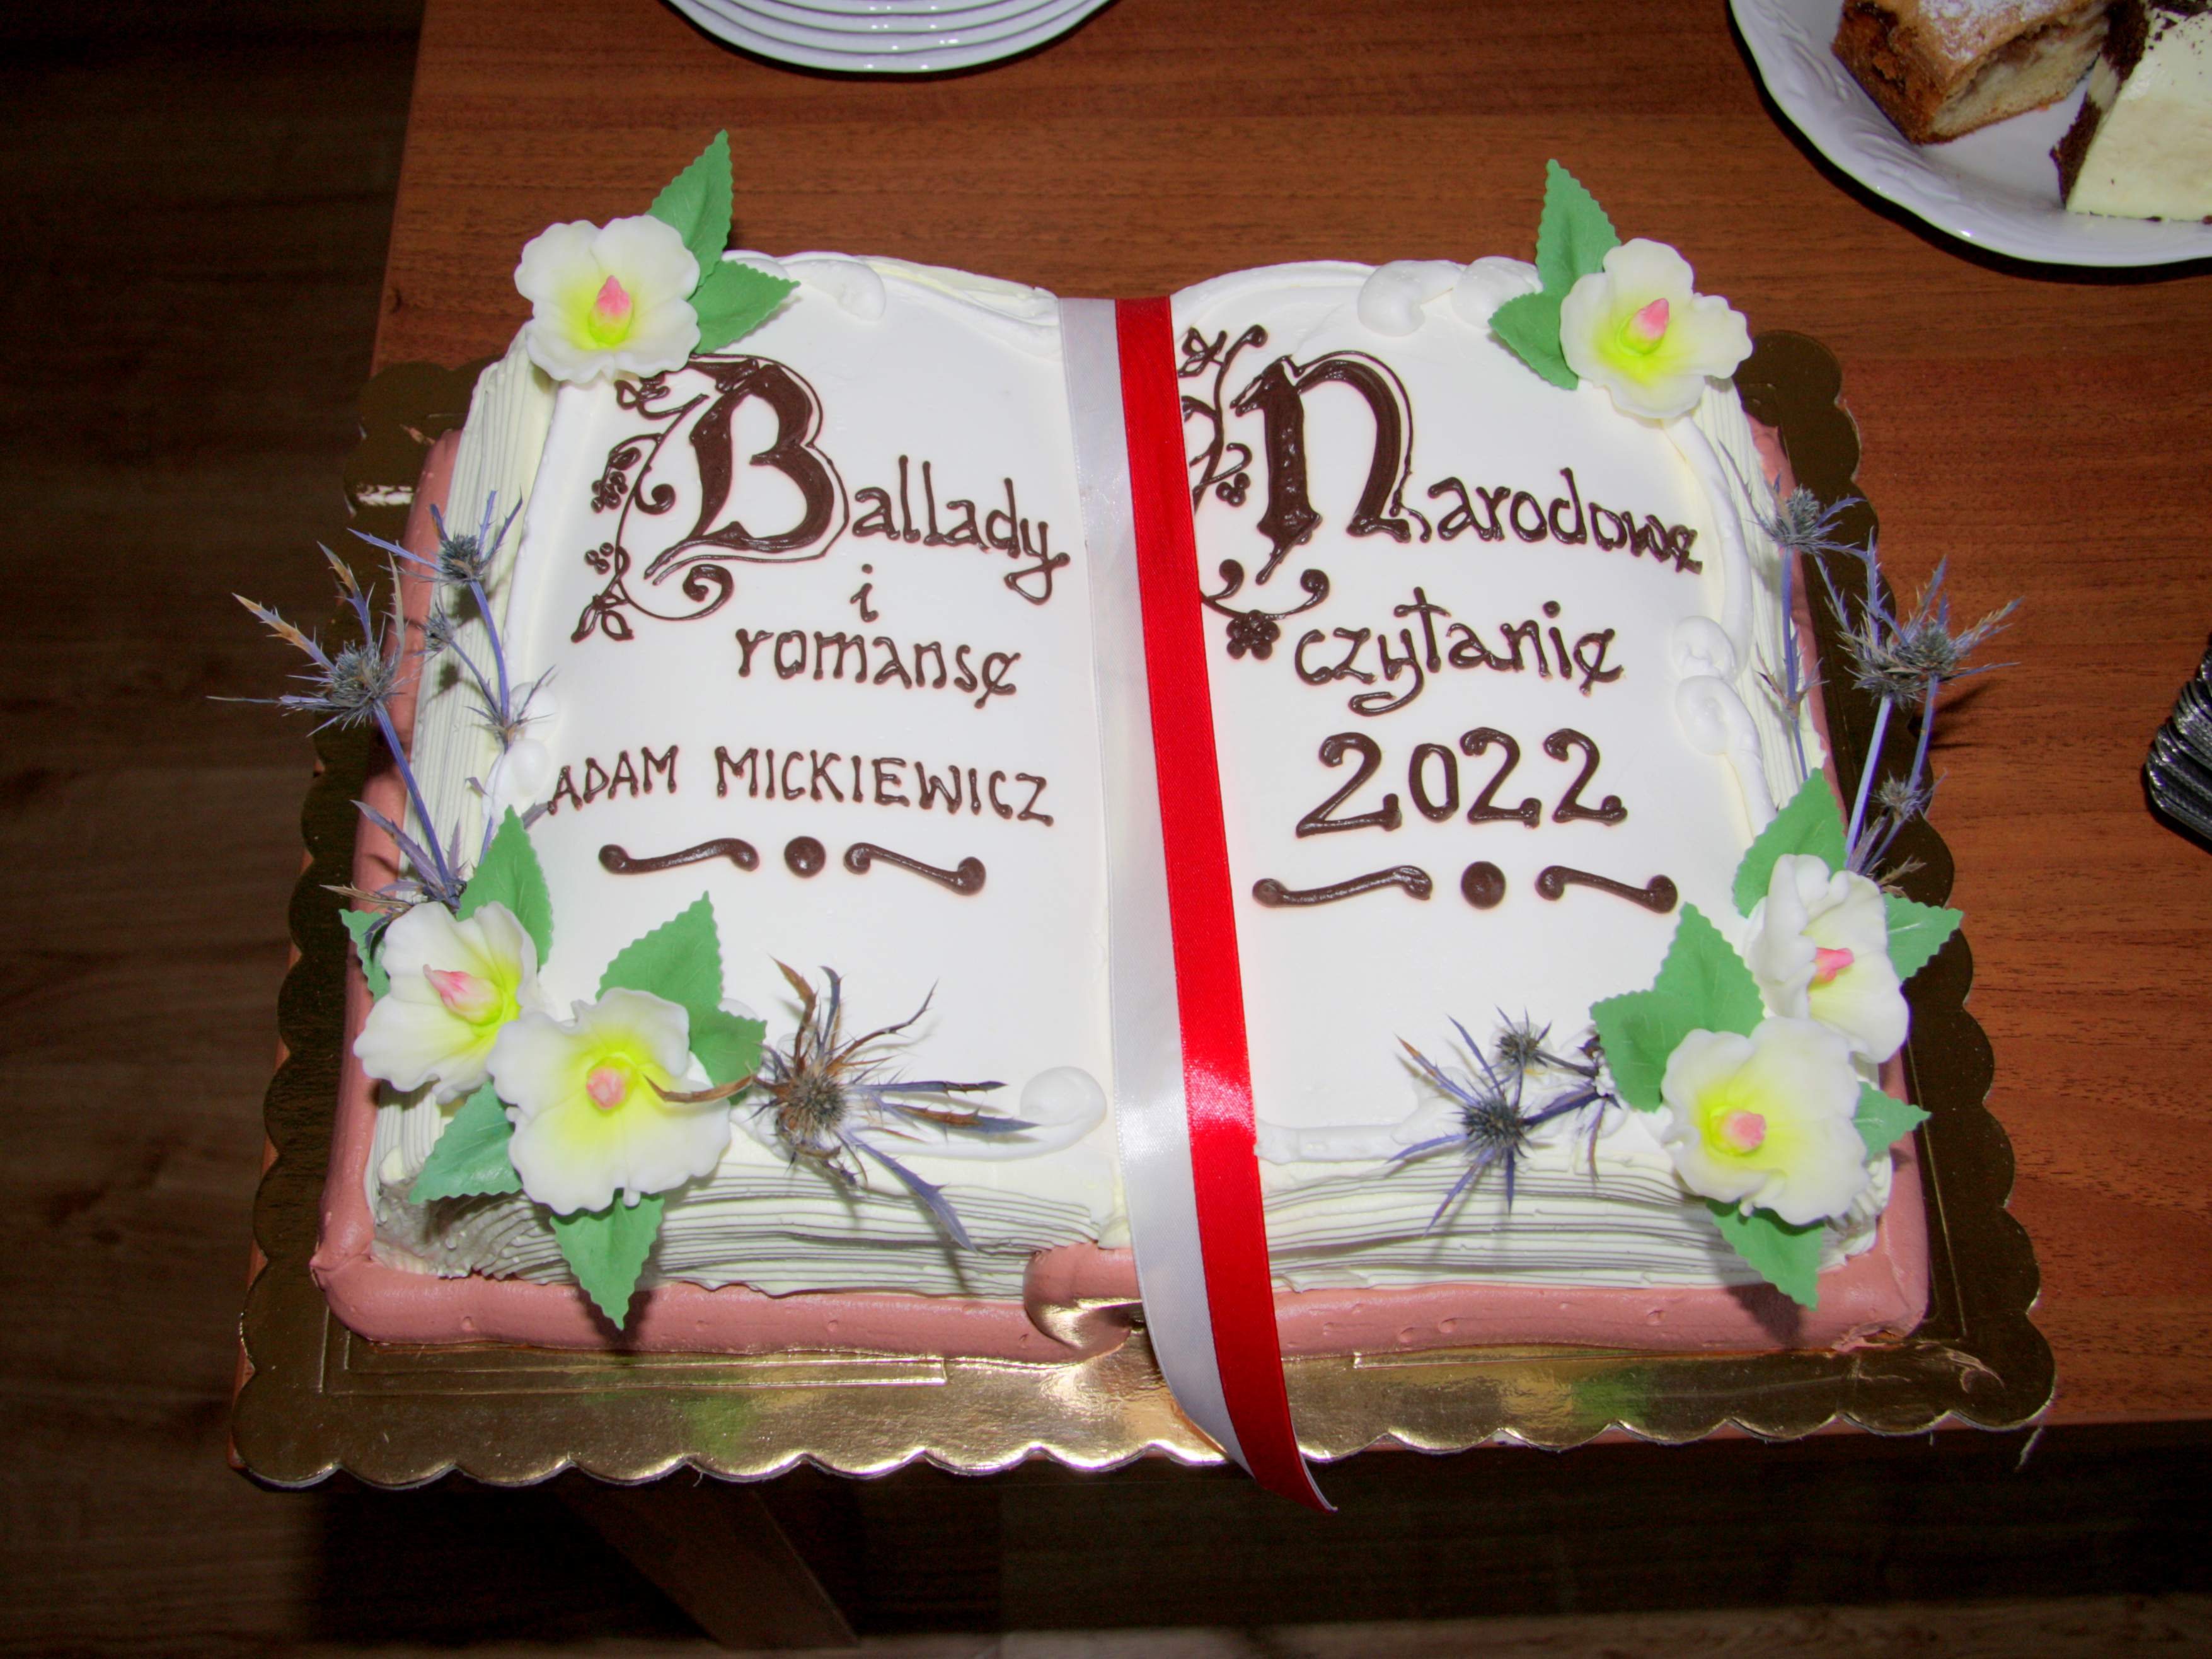 Ballady
i
romanse
ADAM MICKIEWICZ
Narodowe
czytanie
2022